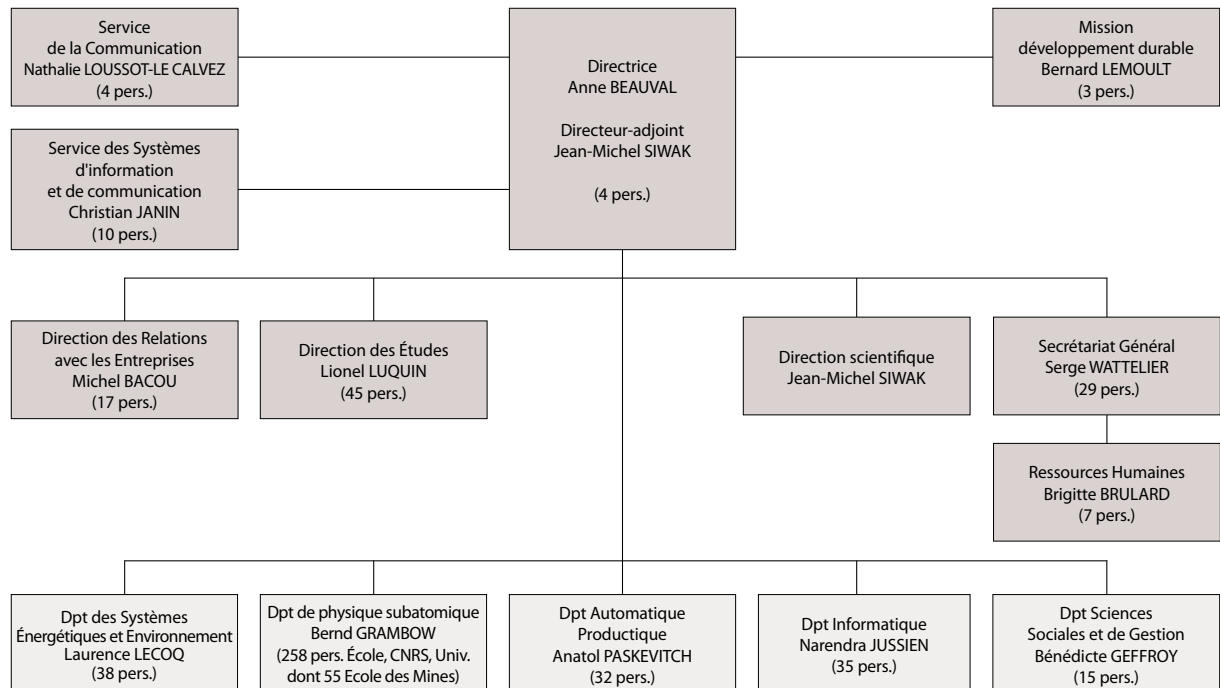 Service
de la Communication
Nathalie LOUSSOT-LE CALVEZ
(4 pers.)
Directrice
Anne BEAUVAL
Directeur-adjoint
Jean-Michel SIWAK
(4 pers.)
Mission
développement durable
Bernard LEMOULT
(3 pers.)
Service des Systèmes
d'information
et de communication
Christian JANIN
(10 pers.)
Direction des Relations
avec les Entreprises
Michel BACOU
(17 pers.)
Direction des Études
Lionel LUQUIN
(45 pers.)
Direction scientifique
Jean-Michel SIWAK
Secrétariat Général
Serge WATTELIER
(29 pers.)
Ressources Humaines
Brigitte BRULARD
(7 pers.)
Dpt des Systèmes
Énergétiques et Environnement
Laurence LECOQ
(38 pers.)
Dpt de physique subatomique
Bernd GRAMBOW
(258 pers. École, CNRS, Univ.
dont 55 Ecole des Mines)
Dpt Automatique
Productique
Anatol PASKEVITCH
(32 pers.)
Dpt Informatique
Narendra JUSSIEN
(35 pers.)
Dpt Sciences
Sociales et de Gestion
Bénédicte GEFFROY
(15 pers.)